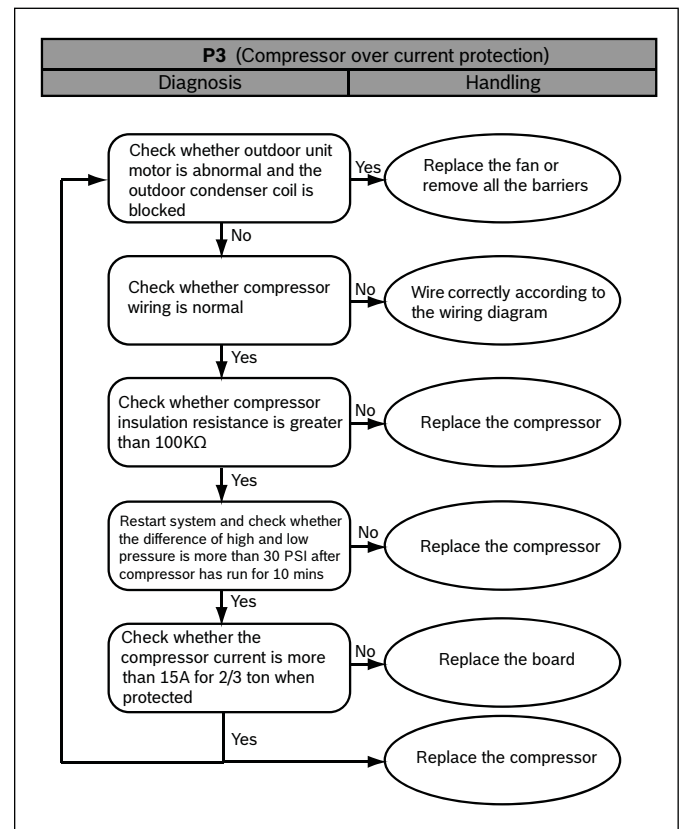 P3 (Compressor over current protection)
Diagnosis
Handling
Check whether outdoor unit
motor is abnormal and the
outdoor condenser coil is
blocked
Yes
Replace the fan or
remove all the barriers
No
Check whether compressor
wiring is normal
No
Wire correctly according to
the wiring diagram
Yes
Check whether compressor
insulation resistance is greater
than 100KΩ
No
Replace the compressor
Yes
Restart system and check whether
the difference of high and low
pressure is more than 30 PSI after
compressor has run for 10 mins
No
Replace the compressor
Yes
Check whether the
compressor current is more
than 15A for 2/3 ton when
protected
No
Replace the board
Yes
Replace the compressor